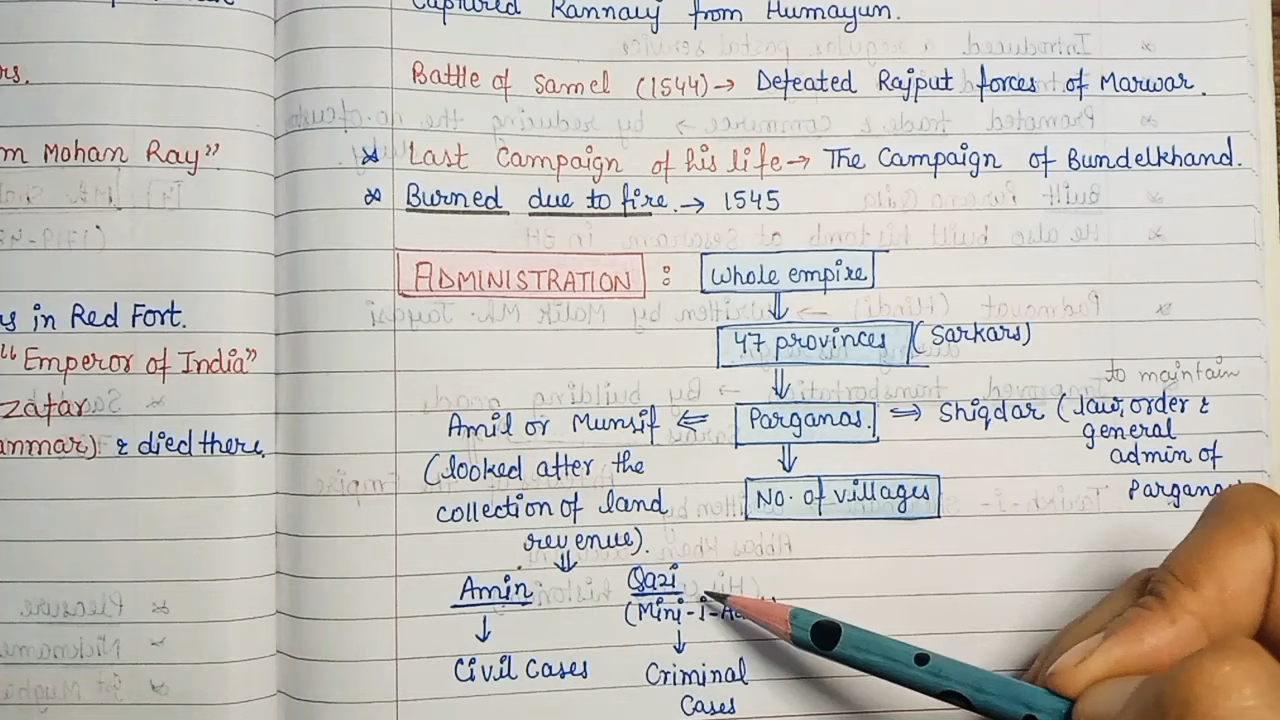 Captured Kannauj from Humayun.
rs.
Battle of Samel (1544) → Defeated Rajput forces of Marwar.
m Mohan Ray”
Last Campaign of his life → The Campaign of Bundelkhand.
Burned due to fire. → 1545
ADMINISTRATION : Whole empire
s in Red Fort.
47 provinces (Sarkars)
“Emperor of India”
zafar
to maintain
Amil or Munsif ⇐ Parganas. ⇒ Shiqdar (law, order &
general
anmar) & died there.
admin of
(looked after the
No. of villages
Parganas
collection of land
revenue).
Amin Qazi
(Mini-i-
Civil Cases Criminal
Cases